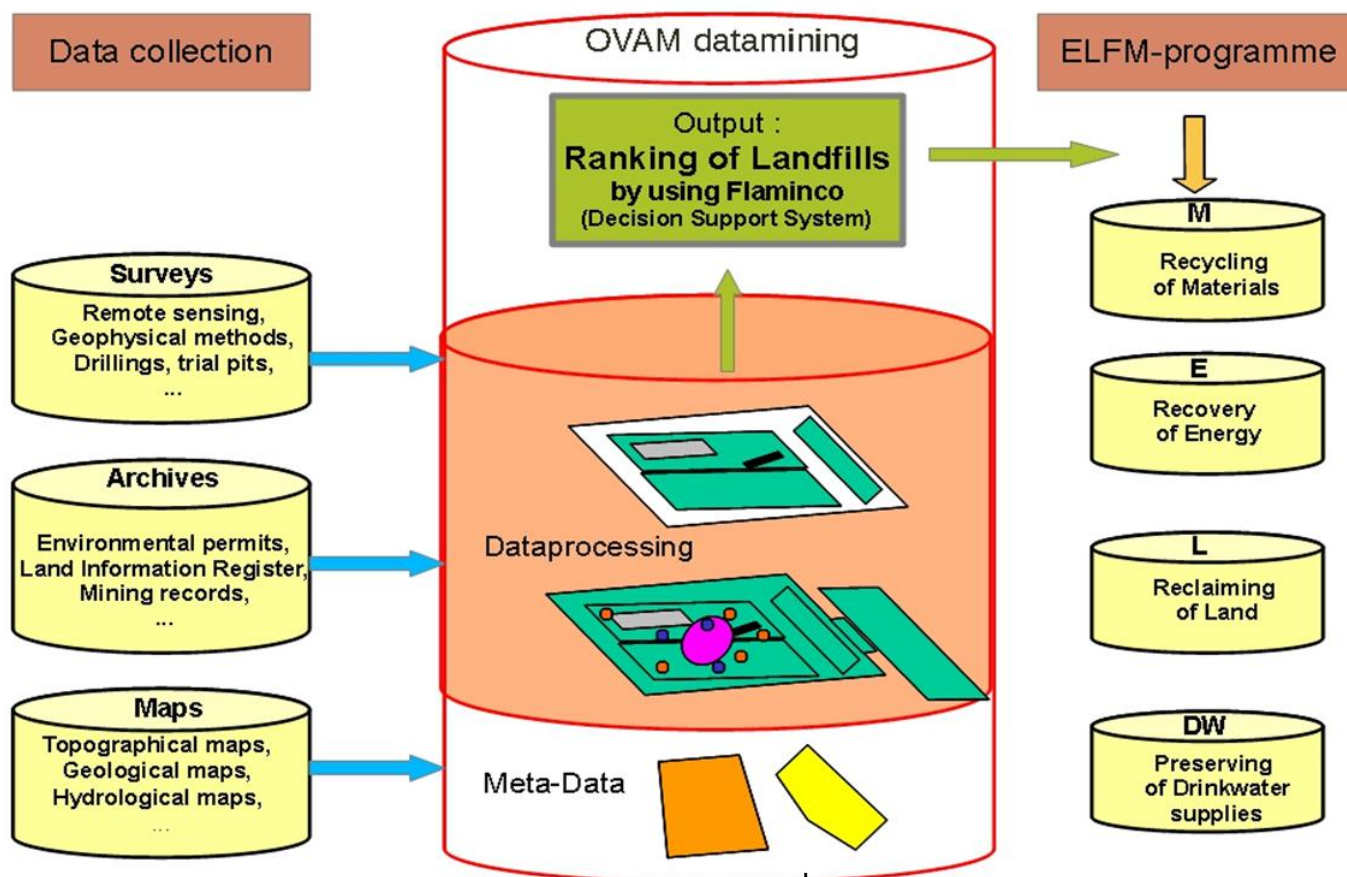 Data collection
OVAM datamining
ELFM-programme
Output :
Ranking of Landfills
by using Flaminco
(Decision Support System)
Surveys
Remote sensing,
Geophysical methods,
Drillings, trial pits,
...
Archives
Environmental permits,
Land Information Register,
Mining records,
...
Maps
Topographical maps,
Geological maps,
Hydrological maps,
...
Dataprocessing
Meta-Data
M
Recycling
of Materials
E
Recovery
of Energy
L
Reclaiming
of Land
DW
Preserving
of Drinkwater
supplies